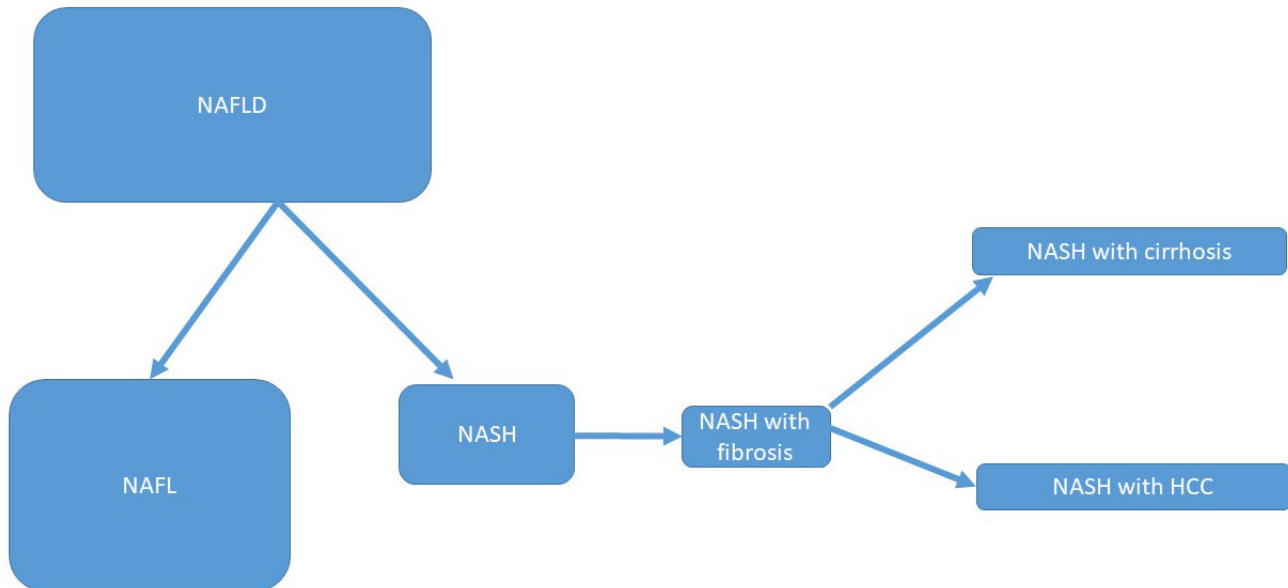 NAFLD
NASH with cirrhosis
NASH
NASH with
fibrosis
NAFL
NASH with HCC